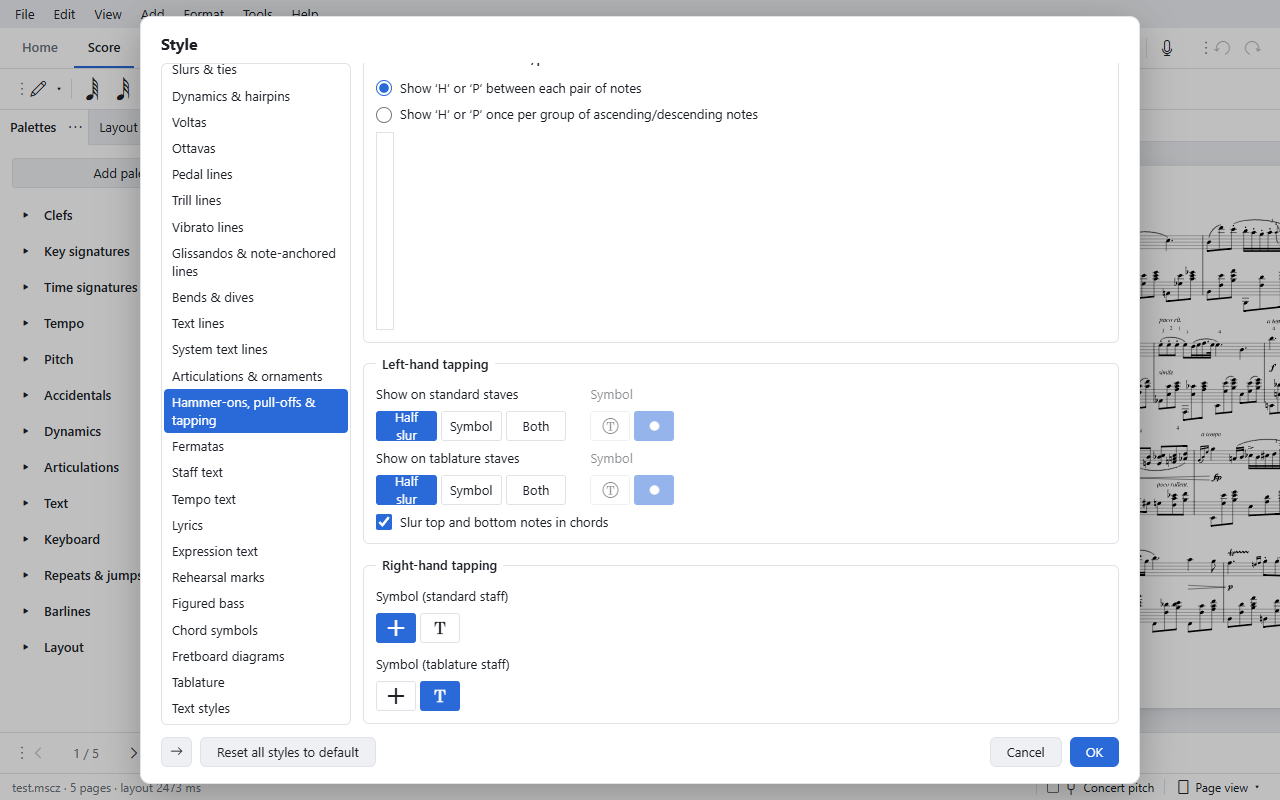 File Edit View Add Format Tools Help
Style
Home Score
Palettes Layout
Add pale
Clefs
Key signatures
Time signatures
Tempo
Pitch
Accidentals
Dynamics
Articulations
Text
Keyboard
Repeats & jumps
Barlines
Layout
1 / 5
Slurs & ties
Dynamics & hairpins
Voltas
Ottavas
Pedal lines
Trill lines
Vibrato lines
Glissandos & note-anchored
lines
Bends & dives
Text lines
System text lines
Articulations & ornaments
Hammer-ons, pull-offs &
tapping
Fermatas
Staff text
Tempo text
Lyrics
Expression text
Rehearsal marks
Figured bass
Chord symbols
Fretboard diagrams
Tablature
Text styles
Show ‘H’ or ‘P’ between each pair of notes
Show ‘H’ or ‘P’ once per group of ascending/descending notes
Left-hand tapping
Show on standard staves Symbol
Half
slur Symbol Both T
Show on tablature staves Symbol
Half
slur Symbol Both T
Slur top and bottom notes in chords
Right-hand tapping
Symbol (standard staff)
T
Symbol (tablature staff)
T
Reset all styles to default Cancel OK
poco rit.
simile
a tempo
poco rallent.
test.mscz · 5 pages · layout 2473 ms Concert pitch Page view